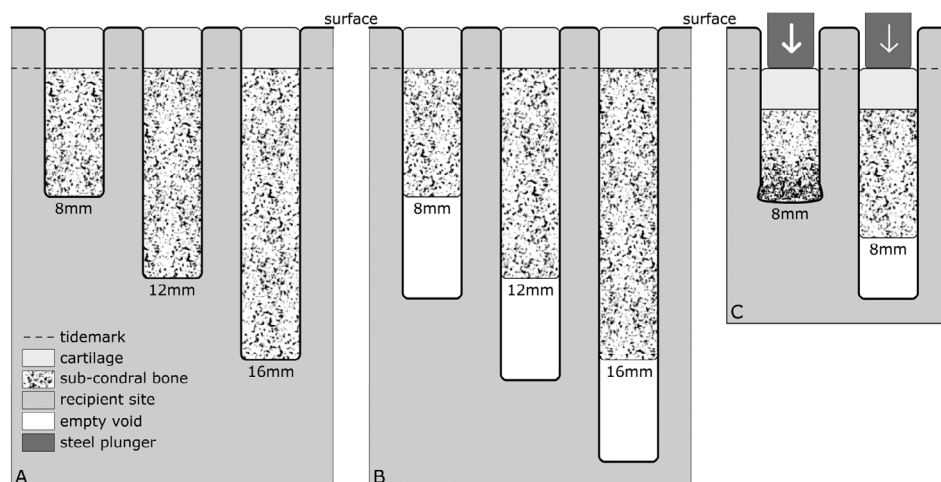 surface
surface
8mm
12mm
16mm
8mm
12mm
16mm
8mm
8mm
tidemark
cartilage
sub-condral bone
recipient site
empty void
steel plunger
A
B
C